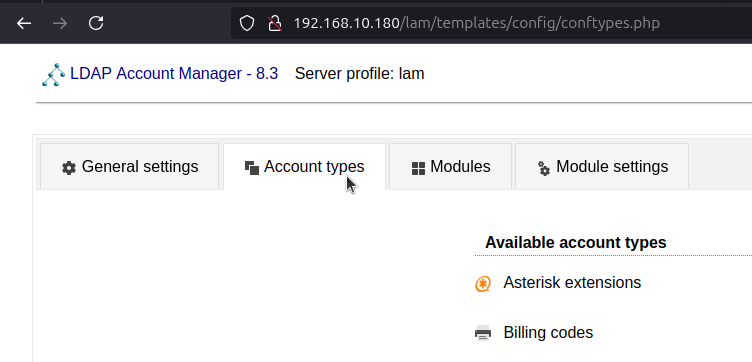 192.168.10.180/lam/templates/config/conftypes.php
LDAP Account Manager - 8.3 Server profile: lam
General settings Account types Modules Module settings
Available account types
Asterisk extensions
Billing codes